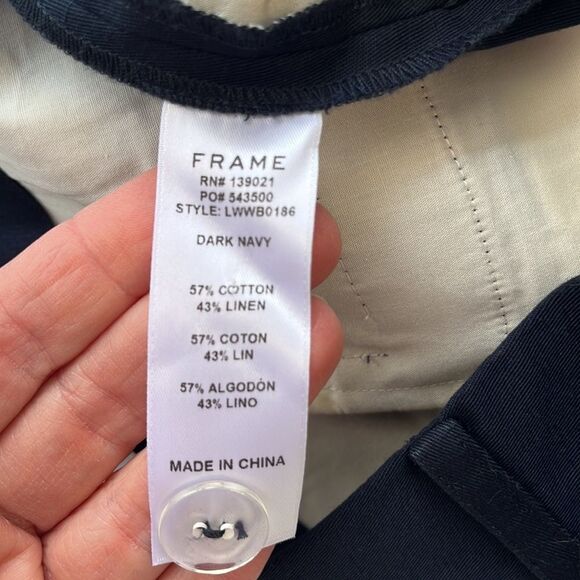 FRAME
RN# 139021
PO# 543500
STYLE: LWWB0186
DARK NAVY
57% COTTON
43% LINEN
57% COTON
43% LIN
57% ALGODÓN
43% LINO
MADE IN CHINA